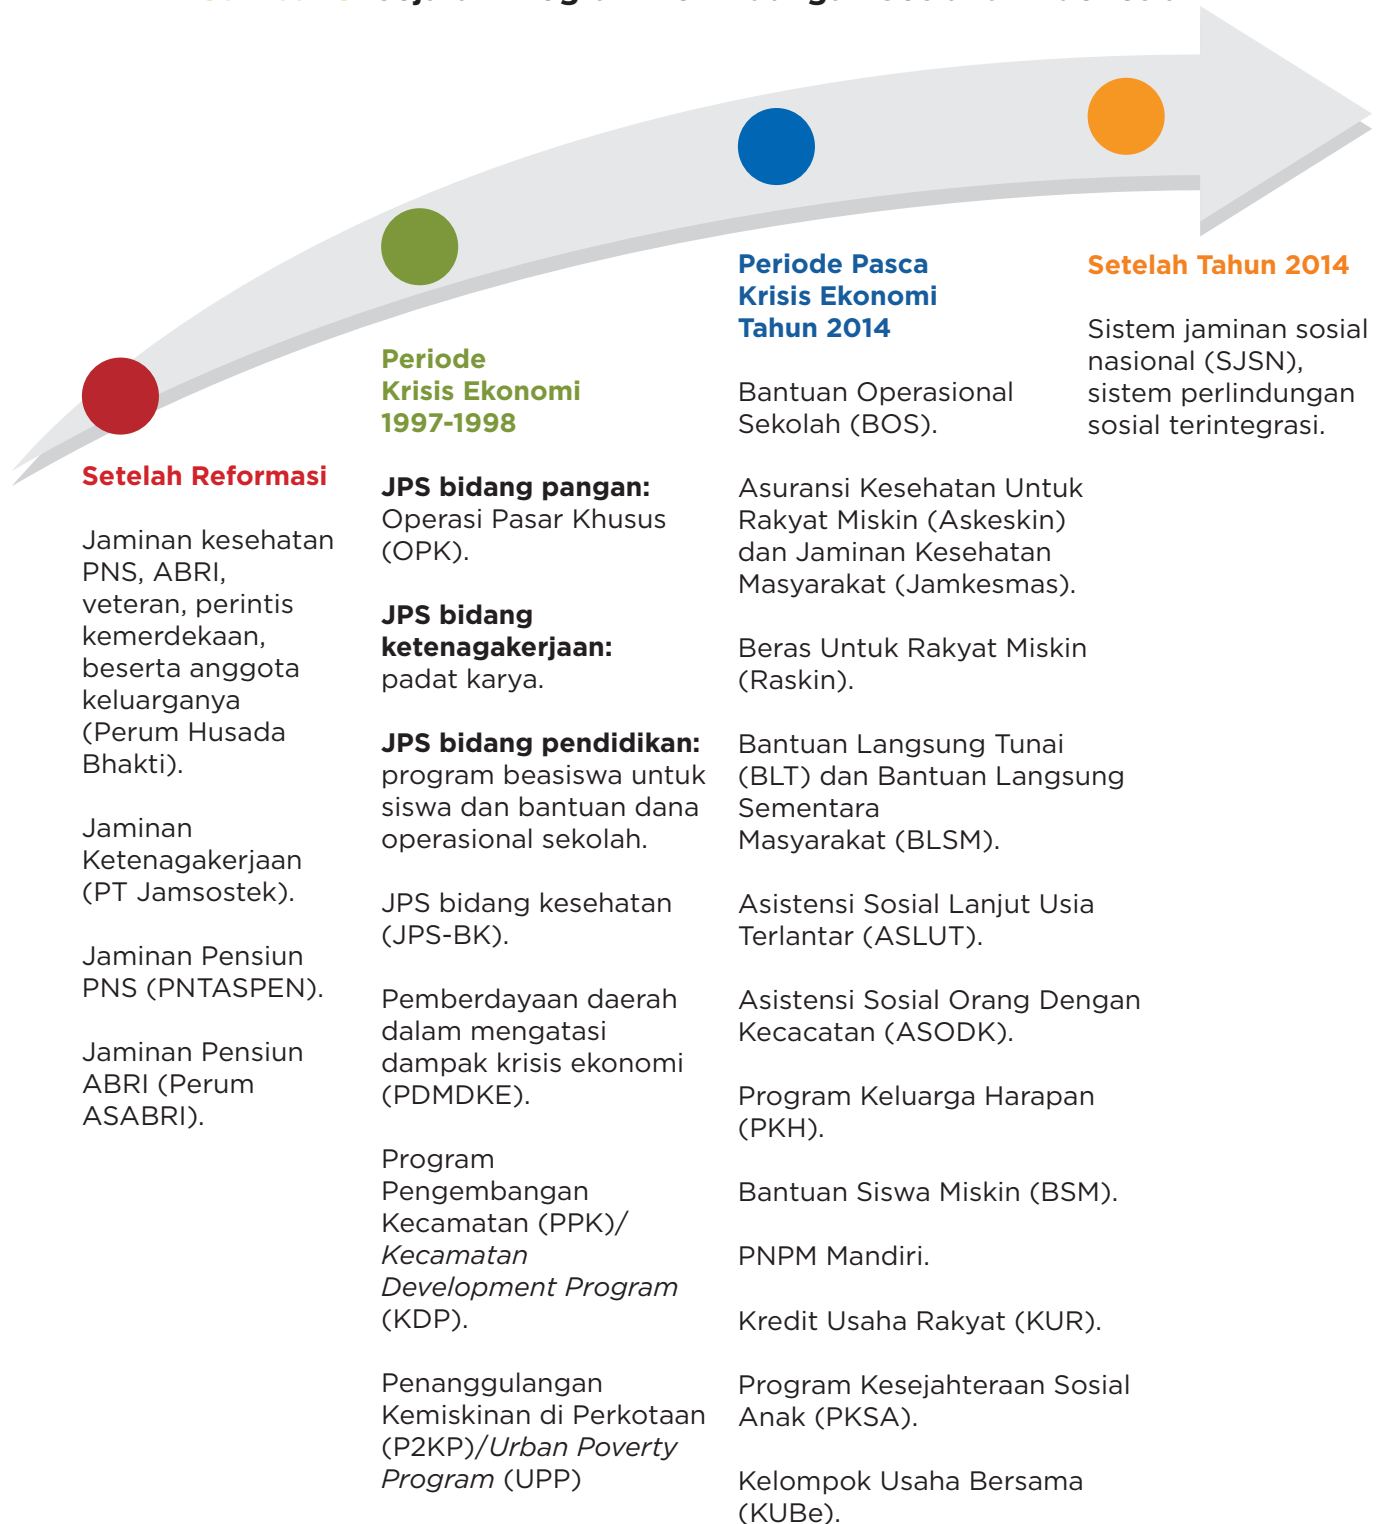 Setelah Reformasi
Jaminan kesehatan
PNS, ABRI,
veteran, perintis
kemerdekaan,
beserta anggota
keluarganya
(Perum Husada
Bhakti).
Jaminan
Ketenagakerjaan
(PT Jamsostek).
Jaminan Pensiun
PNS (PNTASPEN).
Jaminan Pensiun
ABRI (Perum
ASABRI).
Periode
Krisis Ekonomi
1997-1998
JPS bidang pangan:
Operasi Pasar Khusus
(OPK).
JPS bidang
ketenagakerjaan:
padat karya.
JPS bidang pendidikan:
program beasiswa untuk
siswa dan bantuan dana
operasional sekolah.
JPS bidang kesehatan
(JPS-BK).
Pemberdayaan daerah
dalam mengatasi
dampak krisis ekonomi
(PDMDKE).
Program
Pengembangan
Kecamatan (PPK)/
Kecamatan
Development Program
(KDP).
Penanggulangan
Kemiskinan di Perkotaan
(P2KP)/Urban Poverty
Program (UPP)
Periode Pasca
Krisis Ekonomi
Tahun 2014
Bantuan Operasional
Sekolah (BOS).
Asuransi Kesehatan Untuk
Rakyat Miskin (Askeskin)
dan Jaminan Kesehatan
Masyarakat (Jamkesmas).
Beras Untuk Rakyat Miskin
(Raskin).
Bantuan Langsung Tunai
(BLT) dan Bantuan Langsung
Sementara
Masyarakat (BLSM).
Asistensi Sosial Lanjut Usia
Terlantar (ASLUT).
Asistensi Sosial Orang Dengan
Kecacatan (ASODK).
Program Keluarga Harapan
(PKH).
Bantuan Siswa Miskin (BSM).
PNPM Mandiri.
Kredit Usaha Rakyat (KUR).
Program Kesejahteraan Sosial
Anak (PKSA).
Kelompok Usaha Bersama
(KUBe).
Setelah Tahun 2014
Sistem jaminan sosial
nasional (SJSN),
sistem perlindungan
sosial terintegrasi.